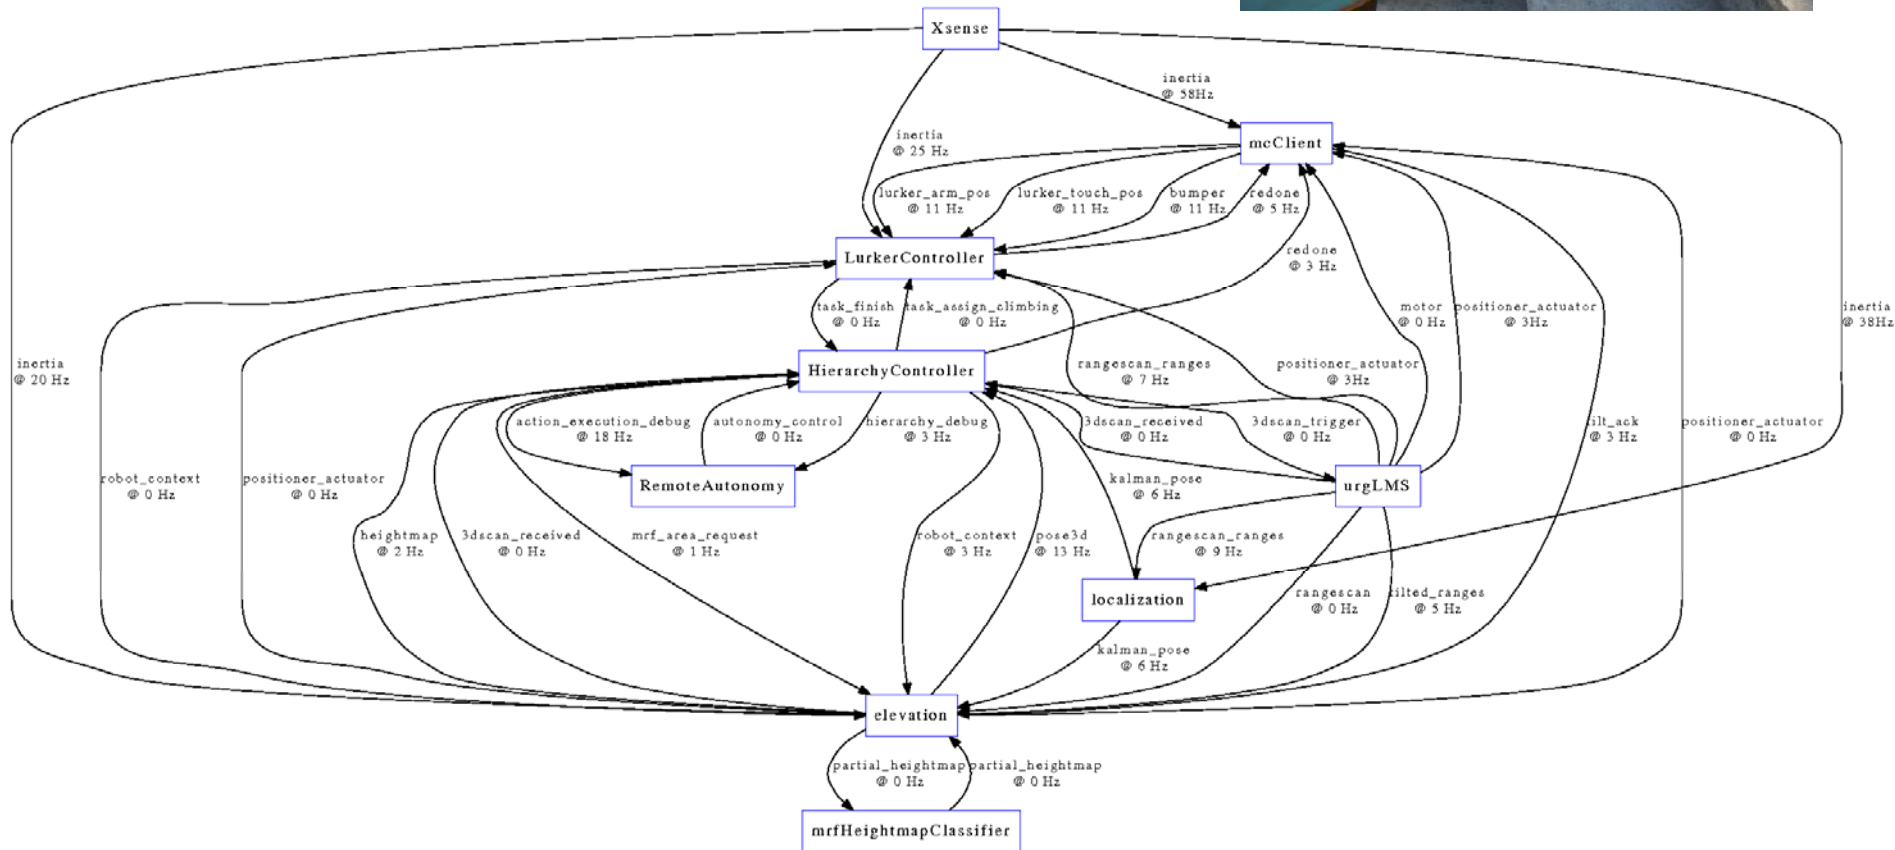 Xsense
inertia
@ 58Hz
mcClient
inertia
@ 25 Hz
lurker_arm_pos
@ 11 Hz
lurker_touch_pos
@ 11 Hz
bumper
@ 11 Hz
redone
@ 5 Hz
LurkerController
redone
@ 3 Hz
task_finish
@ 0 Hz
task_assign_climbing
@ 0 Hz
motor
@ 0 Hz
positioner_actuator
@ 3Hz
inertia
@ 38Hz
inertia
@ 20 Hz
HierarchyController
rangescan_ranges
@ 7 Hz
positioner_actuator
@ 3Hz
action_execution_debug
@ 18 Hz
autonomy_control
@ 0 Hz
hierarchy_debug
@ 3 Hz
3dscan_received
@ 0 Hz
3dscan_trigger
@ 0 Hz
tilt_ack
@ 3 Hz
positioner_actuator
@ 0 Hz
robot_context
@ 0 Hz
positioner_actuator
@ 0 Hz
RemoteAutonomy
kalman_pose
@ 6 Hz
urgLMS
heightmap
@ 2 Hz
3dscan_received
@ 0 Hz
mrf_area_request
@ 1 Hz
robot_context
@ 3 Hz
pose3d
@ 13 Hz
rangescan_ranges
@ 9 Hz
localization
rangescan
@ 0 Hz
tilted_ranges
@ 5 Hz
kalman_pose
@ 6 Hz
elevation
partial_heightmap
@ 0 Hz
partial_heightmap
@ 0 Hz
mrfHeightmapClassifier